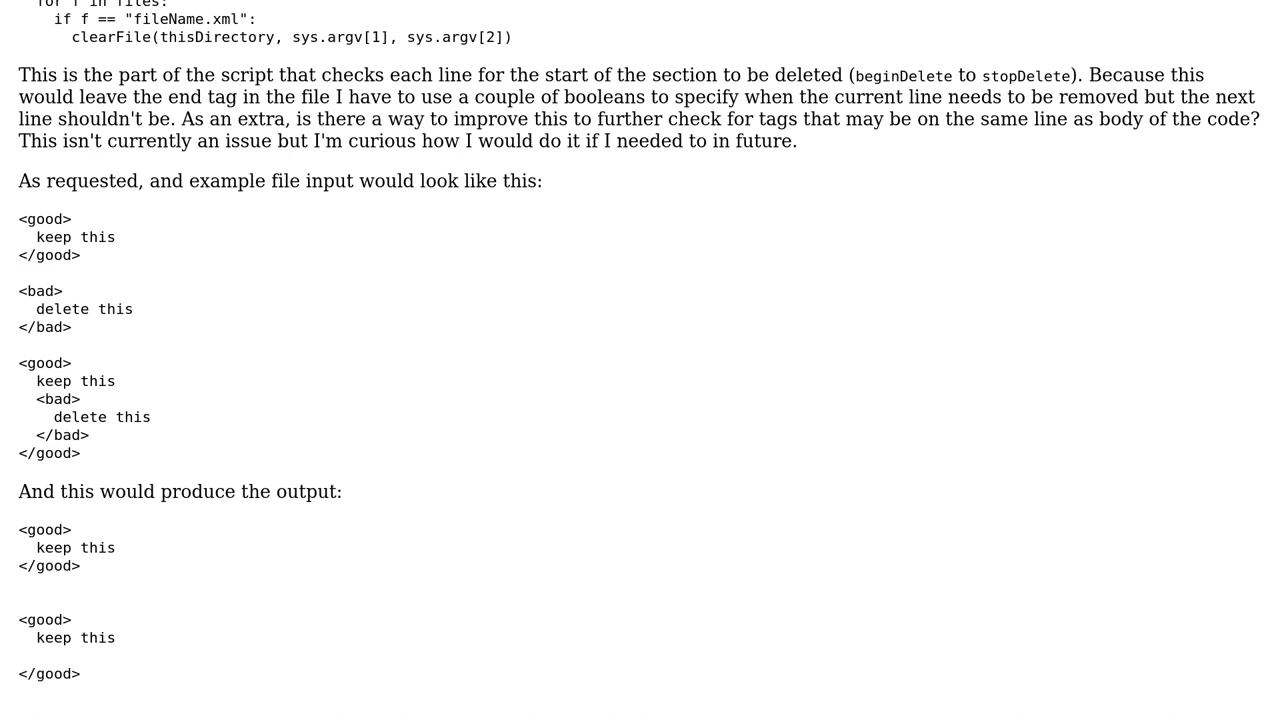 for f in files:
if f == "fileName.xml":
clearFile(thisDirectory, sys.argv[1], sys.argv[2])
This is the part of the script that checks each line for the start of the section to be deleted (beginDelete to stopDelete). Because this
would leave the end tag in the file I have to use a couple of booleans to specify when the current line needs to be removed but the next
line shouldn't be. As an extra, is there a way to improve this to further check for tags that may be on the same line as body of the code?
This isn't currently an issue but I'm curious how I would do it if I needed to in future.
As requested, and example file input would look like this:
<good>
keep this
</good>
<bad>
delete this
</bad>
<good>
keep this
<bad>
delete this
</bad>
</good>
And this would produce the output:
<good>
keep this
</good>
<good>
keep this
</good>